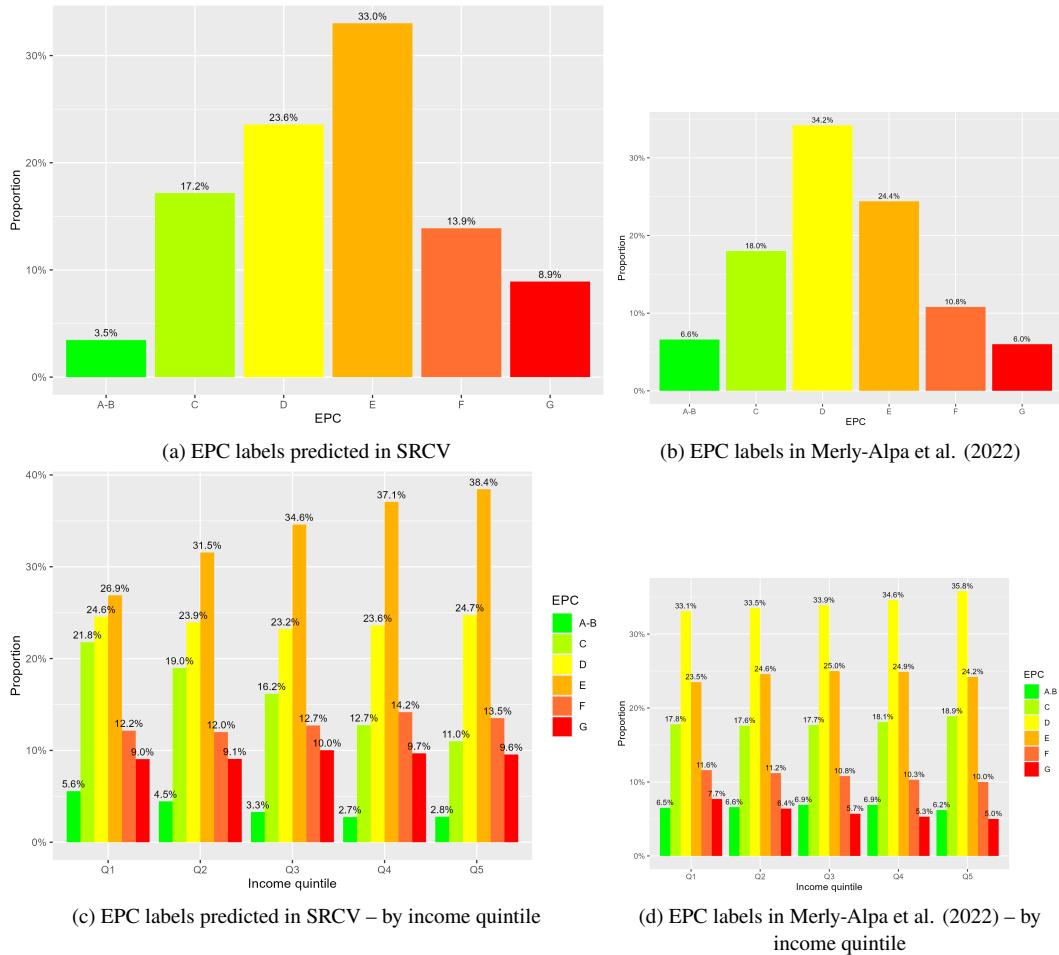 33.0%
30%
23.6%
20%
17.2%
13.9%
10%
8.9%
3.5%
0%
Proportion
A-B C D E F G
EPC
(a) EPC labels predicted in SRCV
34.2%
30%
24.4%
20%
18.0%
10.8%
10%
6.6%
6.0%
0%
Proportion
A-B C D E F G
EPC
(b) EPC labels in Merly-Alpa et al. (2022)
40%
30%
20%
10%
0%
Proportion
5.6% 21.8% 24.6% 26.9% 12.2% 9.0%
4.5% 19.0% 23.9% 31.5% 12.0% 9.1%
3.3% 16.2% 23.2% 34.6% 12.7% 10.0%
2.7% 12.7% 23.6% 37.1% 14.2% 9.7%
2.8% 11.0% 24.7% 38.4% 13.5% 9.6%
Q1 Q2 Q3 Q4 Q5
Income quintile
EPC
A-B
C
D
E
F
G
(c) EPC labels predicted in SRCV – by income quintile
30%
20%
10%
0%
Proportion
6.5% 17.8% 33.1% 23.5% 11.6% 7.7%
6.6% 17.6% 33.5% 24.6% 11.2% 6.4%
6.9% 17.7% 33.9% 25.0% 10.8% 5.7%
6.9% 18.1% 34.6% 24.9% 10.3% 5.3%
6.2% 18.9% 35.8% 24.2% 10.0% 5.0%
Q1 Q2 Q3 Q4 Q5
Income quintile
EPC
A.B
C
D
E
F
G
(d) EPC labels in Merly-Alpa et al. (2022) – by
income quintile